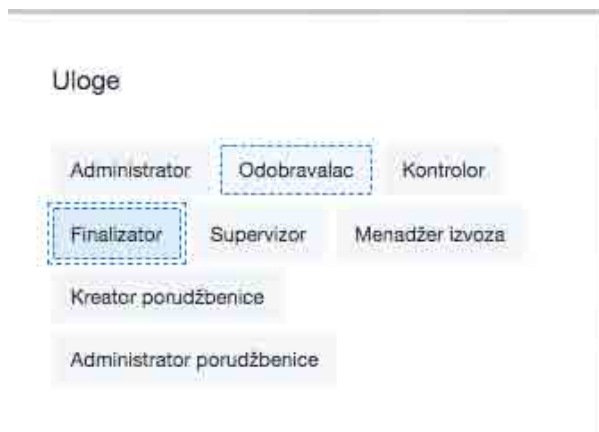 Uloge
Administrator Odobravalac Kontrolor
Finalizator Supervizor Menadžer izvoza
Kreator porudžbenice
Administrator porudžbenice